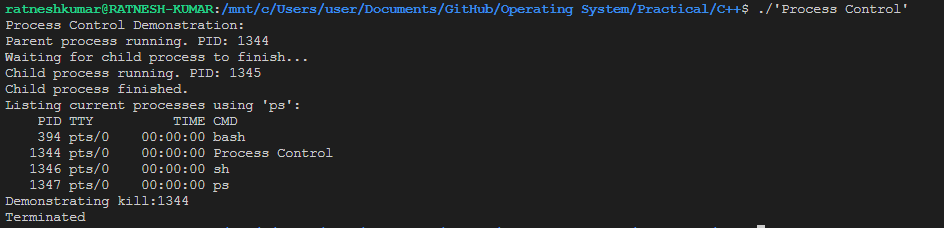 ratneshkumar@RATNESH-KUMAR:/mnt/c/Users/user/Documents/GitHub/Operating System/Practical/C++$ ./'Process Control'
Process Control Demonstration:
Parent process running. PID: 1344
Waiting for child process to finish...
Child process running. PID: 1345
Child process finished.
Listing current processes using 'ps':
    PID TTY          TIME CMD
    394 pts/0    00:00:00 bash
   1344 pts/0    00:00:00 Process Control
   1346 pts/0    00:00:00 sh
   1347 pts/0    00:00:00 ps
Demonstrating kill:1344
Terminated